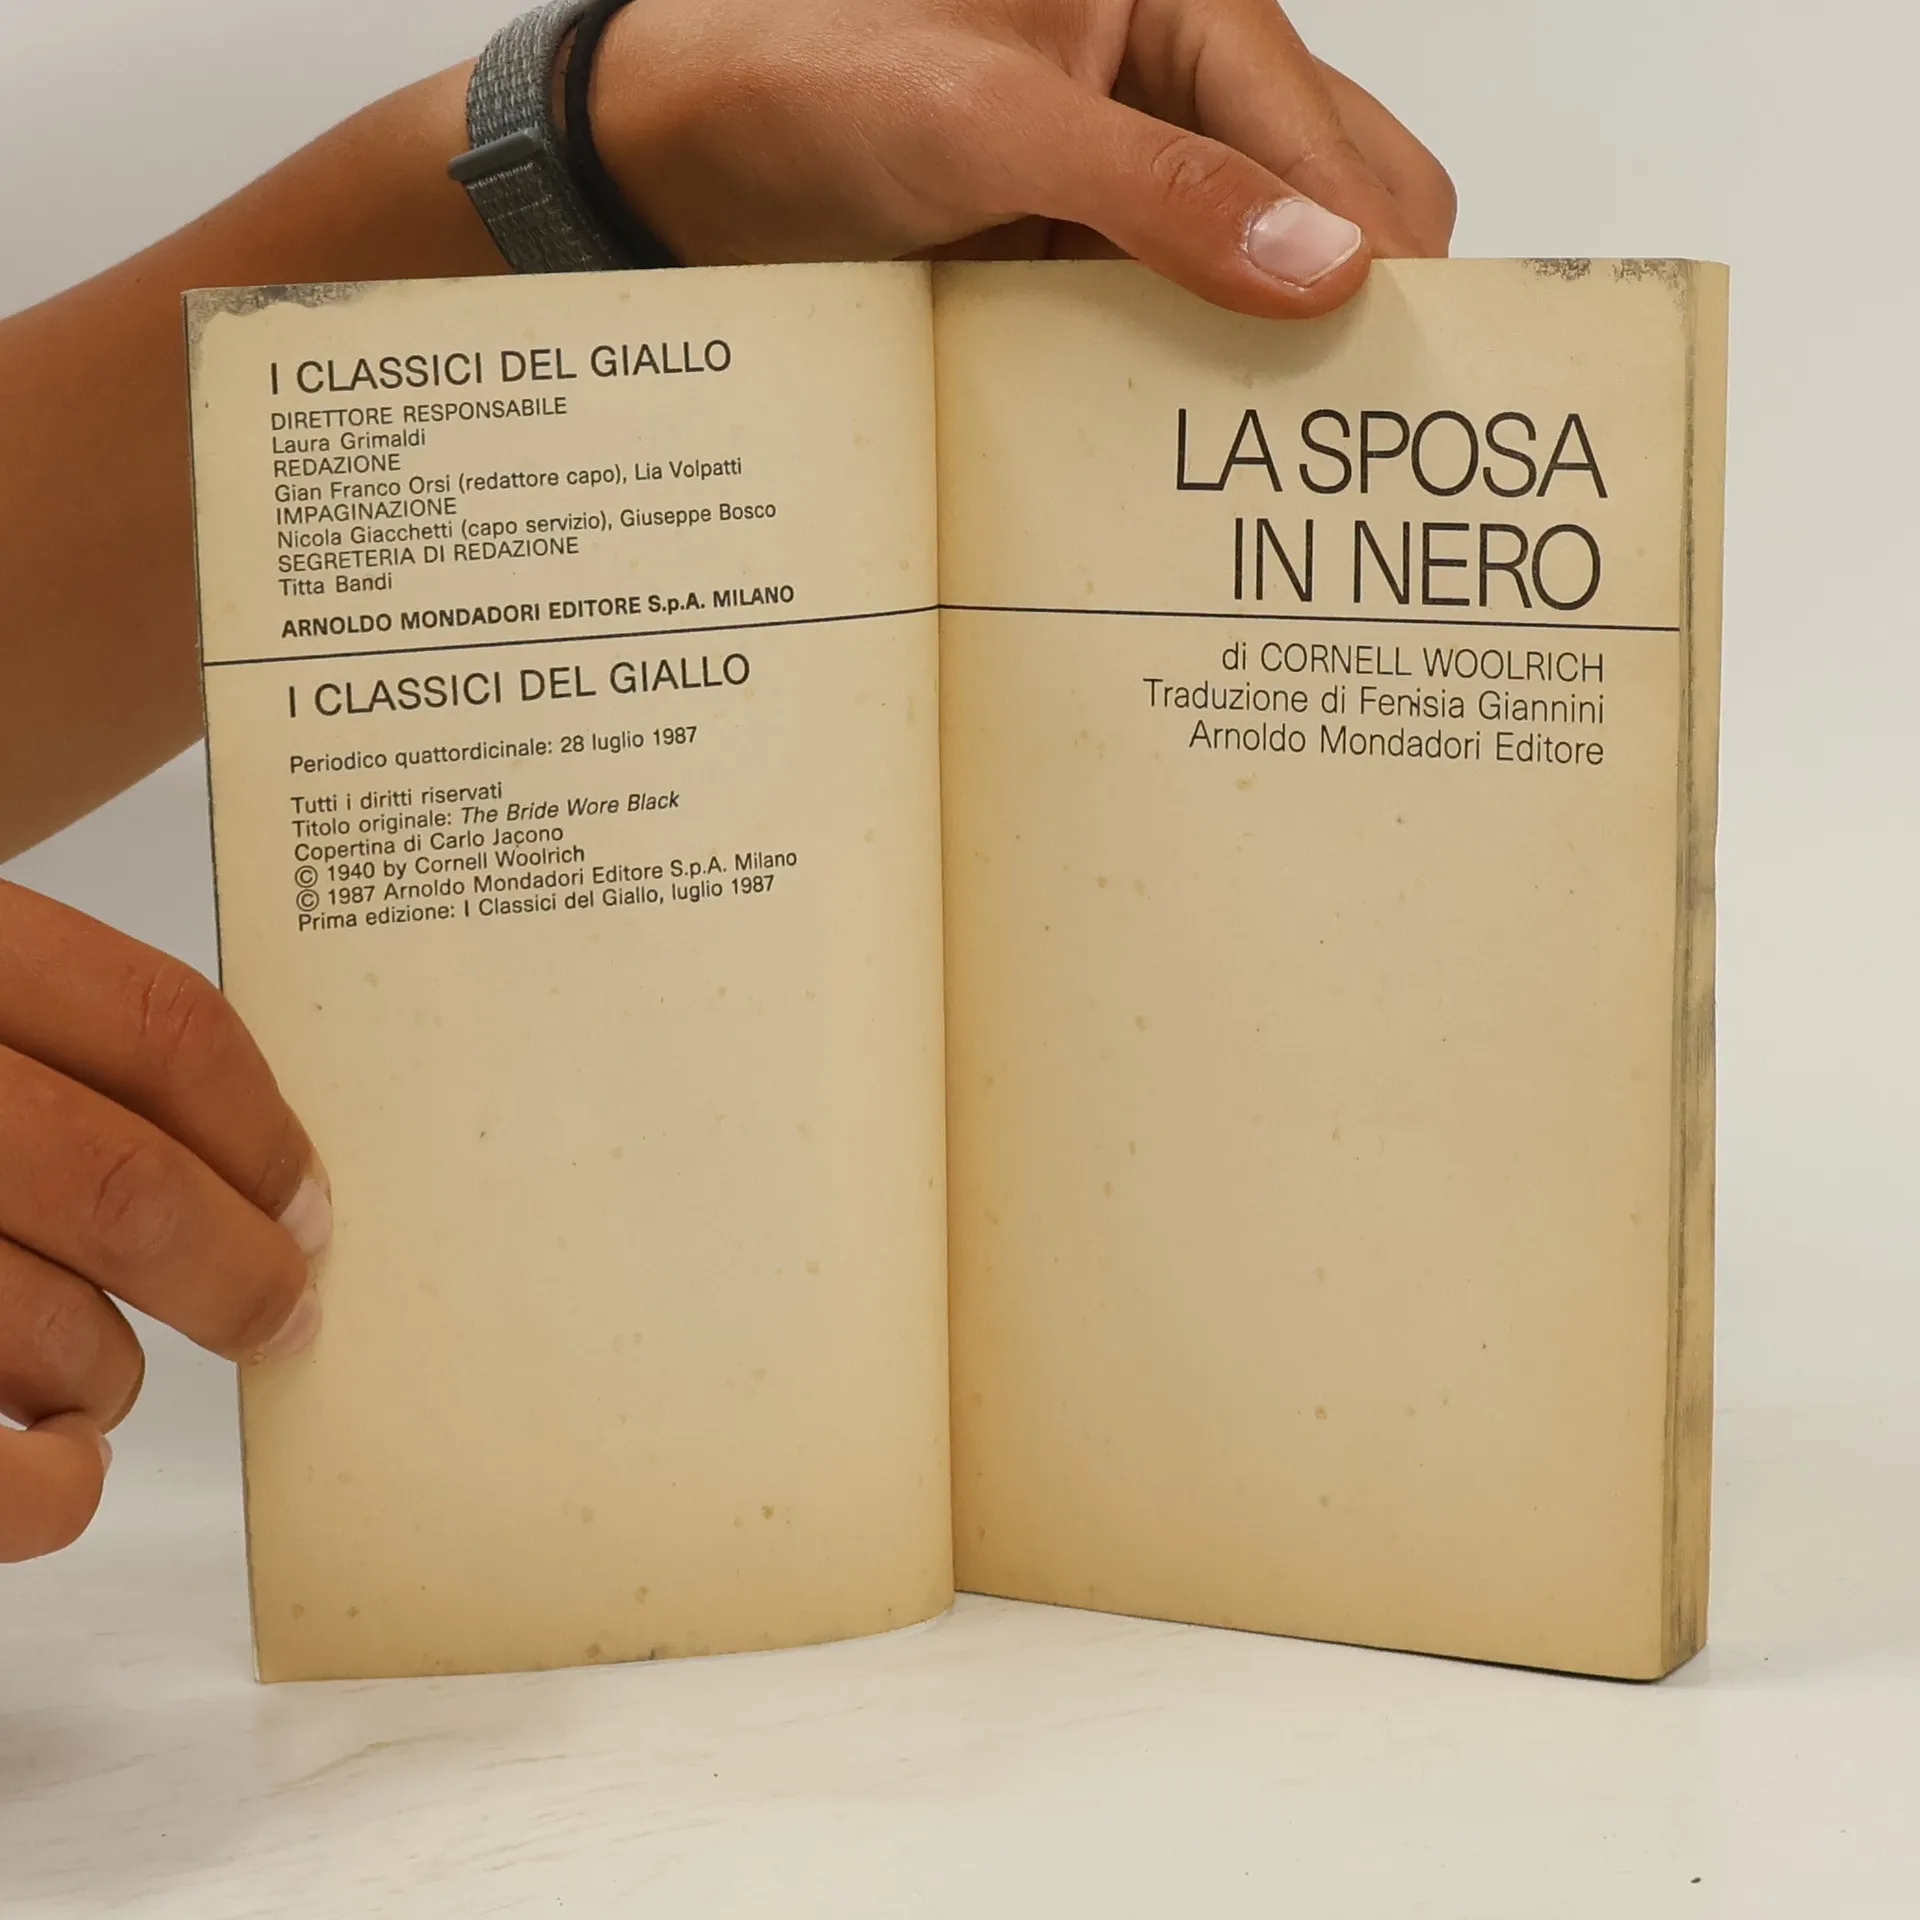 I CLASSICI DEL GIALLO
DIRETTORE RESPONSABILE
Laura Grimaldi
REDAZIONE
Gian Franco Orsi (redattore capo), Lia Volpatti
IMPAGINAZIONE
Nicola Giacchetti (capo servizio), Giuseppe Bosco
SEGRETERIA DI REDAZIONE
Titta Bandi
ARNOLDO MONDADORI EDITORE S.p.A. MILANO
I CLASSICI DEL GIALLO
Periodico quattordicinale: 28 luglio 1987
Tutti i diritti riservati
Titolo originale: The Bride Wore Black
Copertina di Carlo Jacono
© 1940 by Cornell Woolrich
© 1987 Arnoldo Mondadori Editore S.p.A. Milano
Prima edizione: I Classici del Giallo, luglio 1987
LA SPOSA
IN NERO
di CORNELL WOOLRICH
Traduzione di Fenisia Giannini
Arnoldo Mondadori Editore